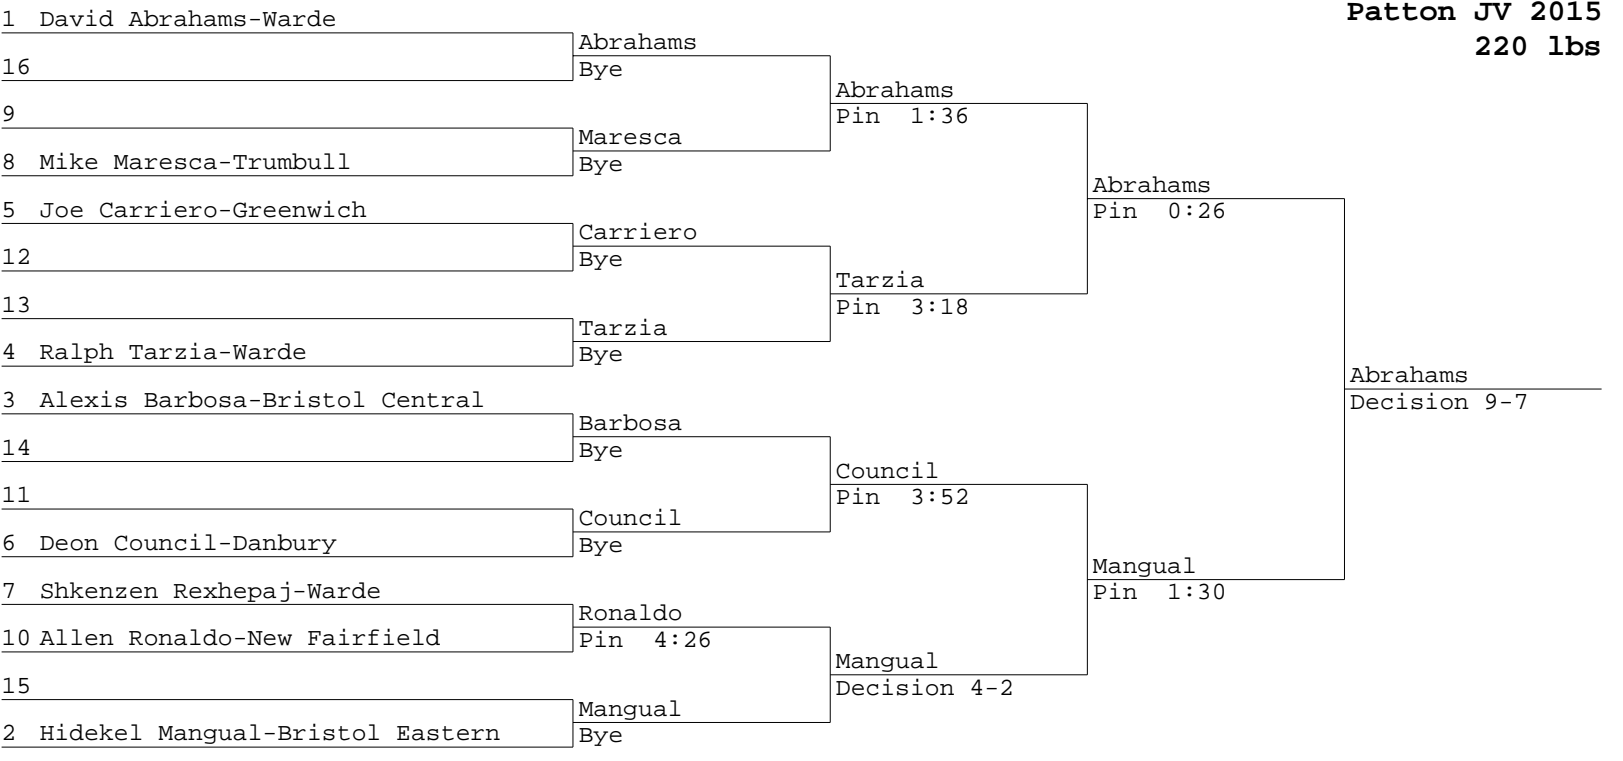 Patton JV 2015
220 lbs
1 David Abrahams-Warde
16
9
8 Mike Maresca-Trumbull
5 Joe Carriero-Greenwich
12
13
4 Ralph Tarzia-Warde
3 Alexis Barbosa-Bristol Central
14
11
6 Deon Council-Danbury
7 Shkenzen Rexhepaj-Warde
10 Allen Ronaldo-New Fairfield
15
2 Hidekel Mangual-Bristol Eastern
Abrahams
Bye
Maresca
Bye
Carriero
Bye
Tarzia
Bye
Barbosa
Bye
Council
Bye
Ronaldo
Pin 4:26
Mangual
Bye
Abrahams
Pin 1:36
Tarzia
Pin 3:18
Council
Pin 3:52
Mangual
Decision 4-2
Abrahams
Pin 0:26
Mangual
Pin 1:30
Abrahams
Decision 9-7